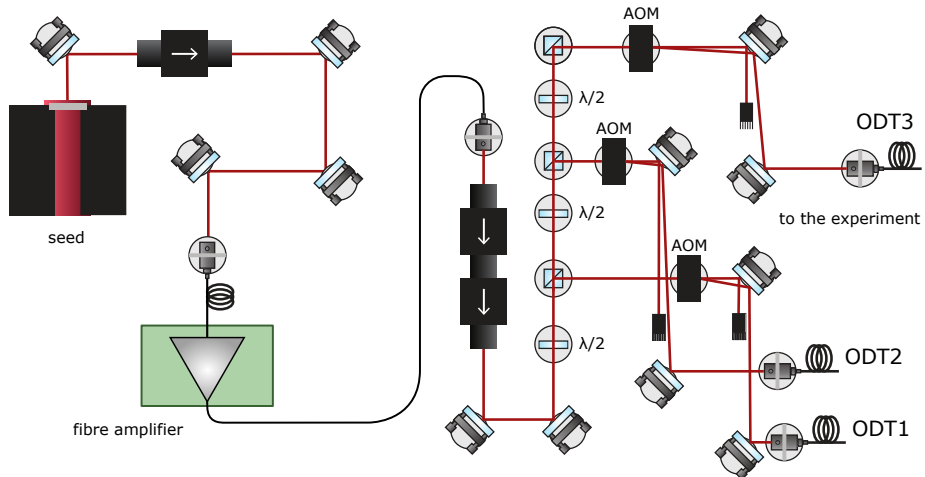 AOM
λ/2
AOM
ODT3
λ/2
to the experiment
seed
AOM
λ/2
ODT2
fibre amplifier
ODT1